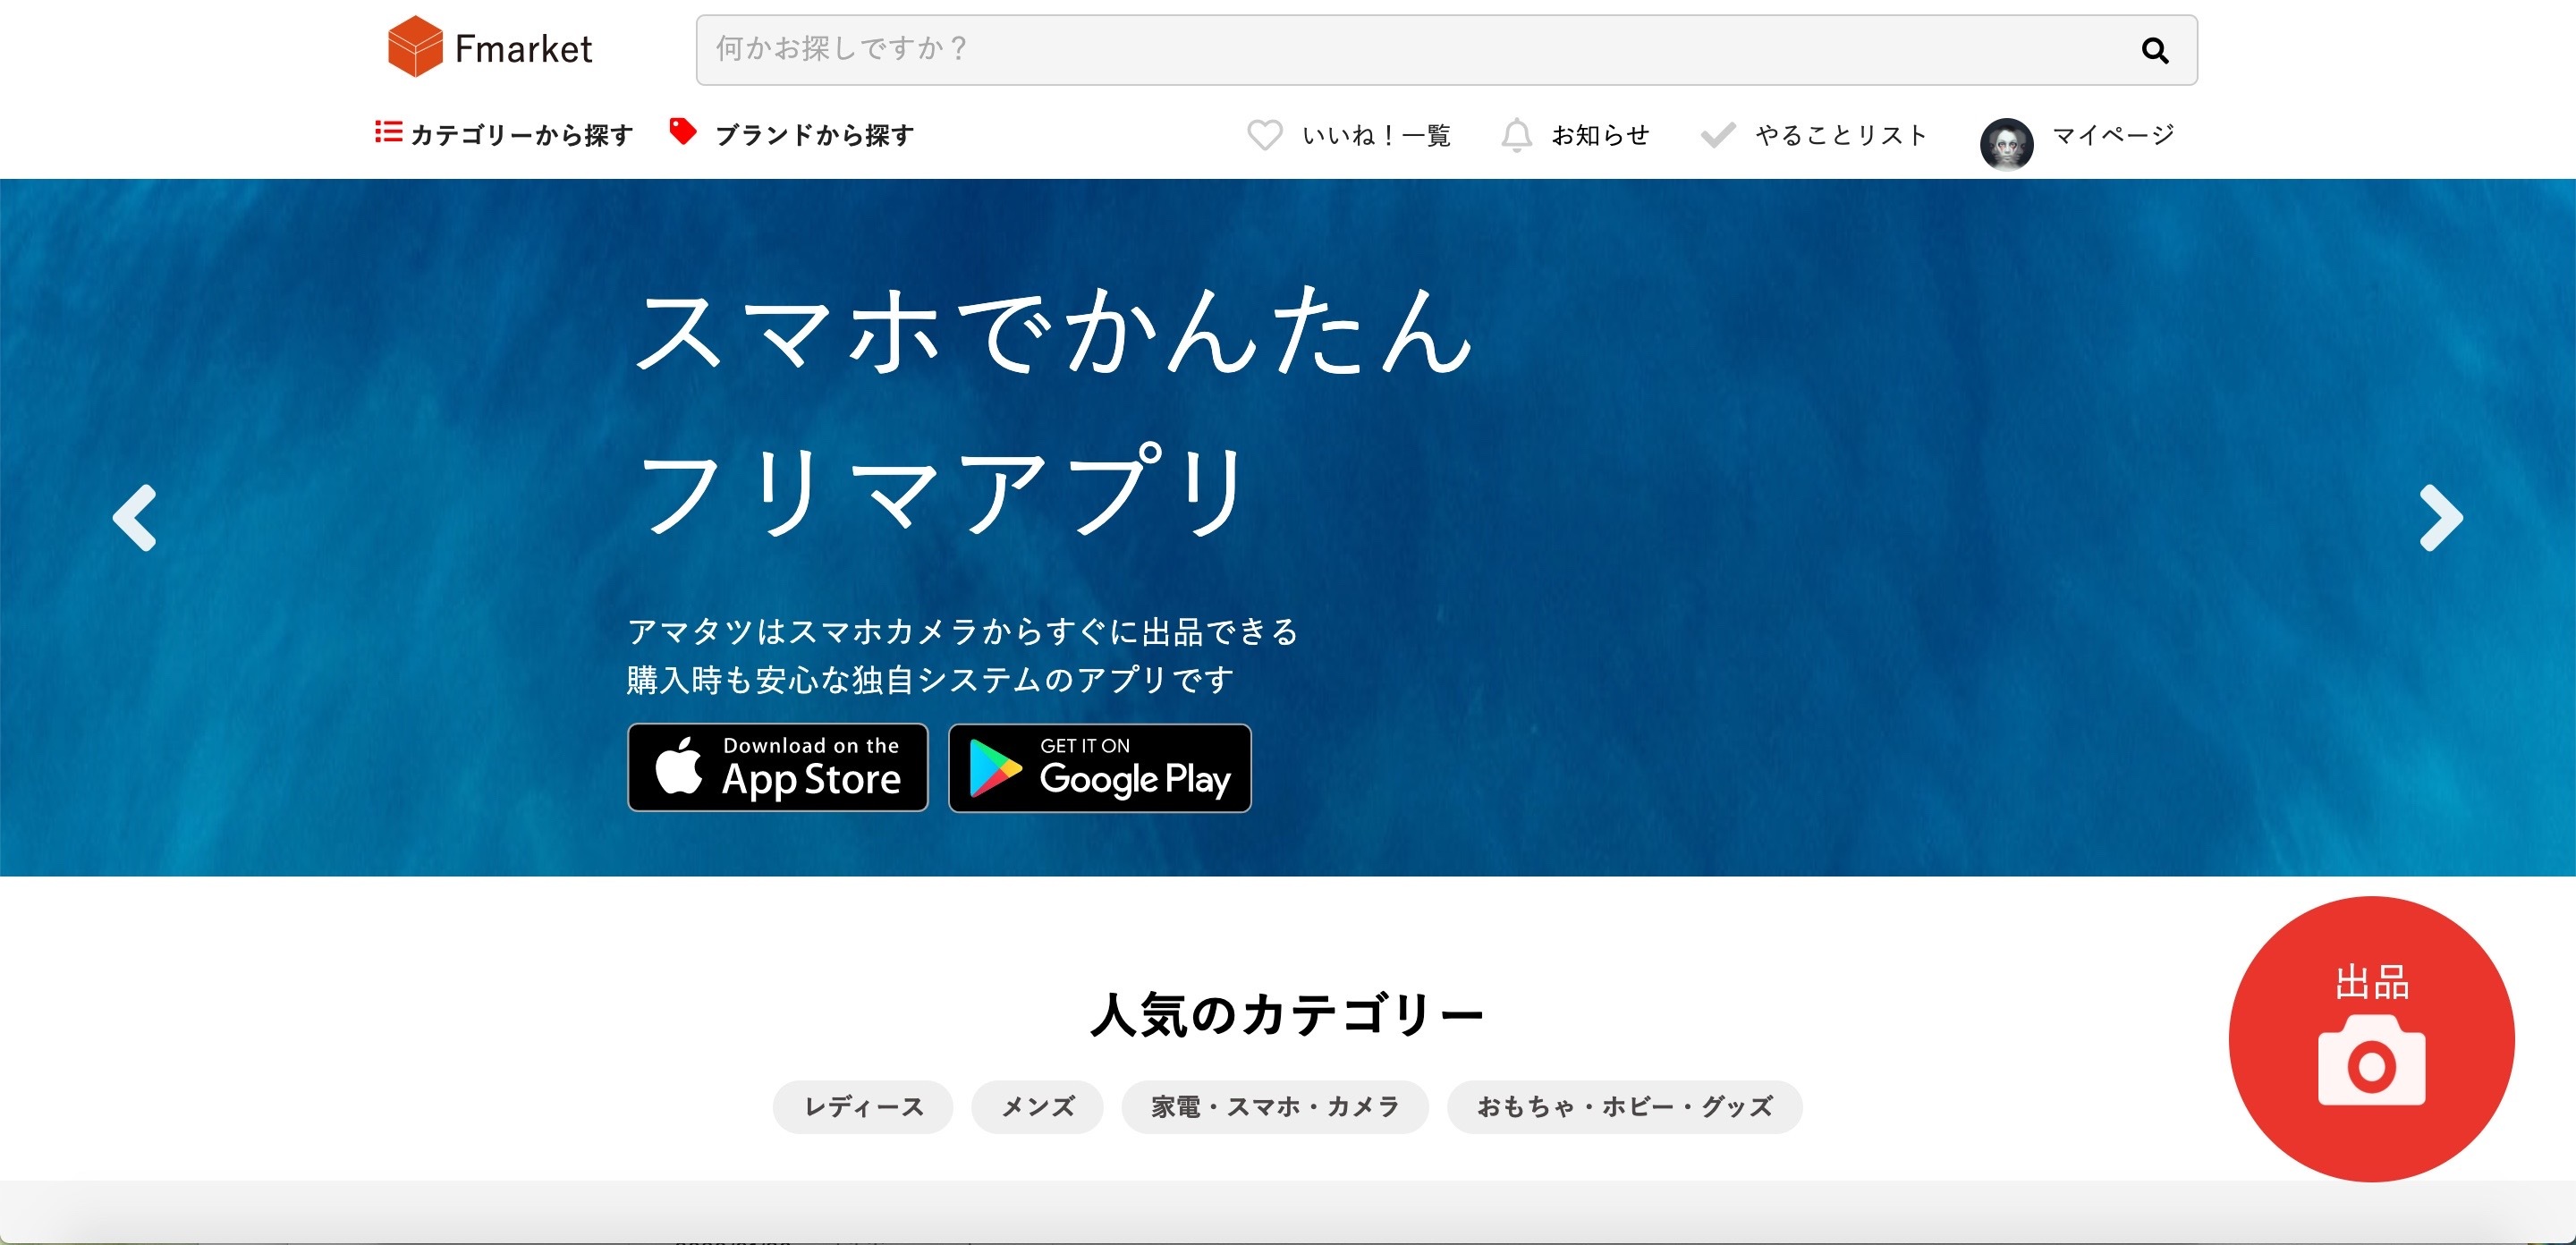 Fmarket
何かお探しですか？
カテゴリーから探す
ブランドから探す
いいね！一覧
お知らせ
やることリスト
マイページ
スマホでかんたん
フリマアプリ
アマタツはスマホカメラからすぐに出品できる
購入時も安心な独自システムのアプリです
Download on the
App Store
GET IT ON
Google Play
出品
人気のカテゴリー
レディース
メンズ
家電・スマホ・カメラ
おもちゃ・ホビー・グッズ